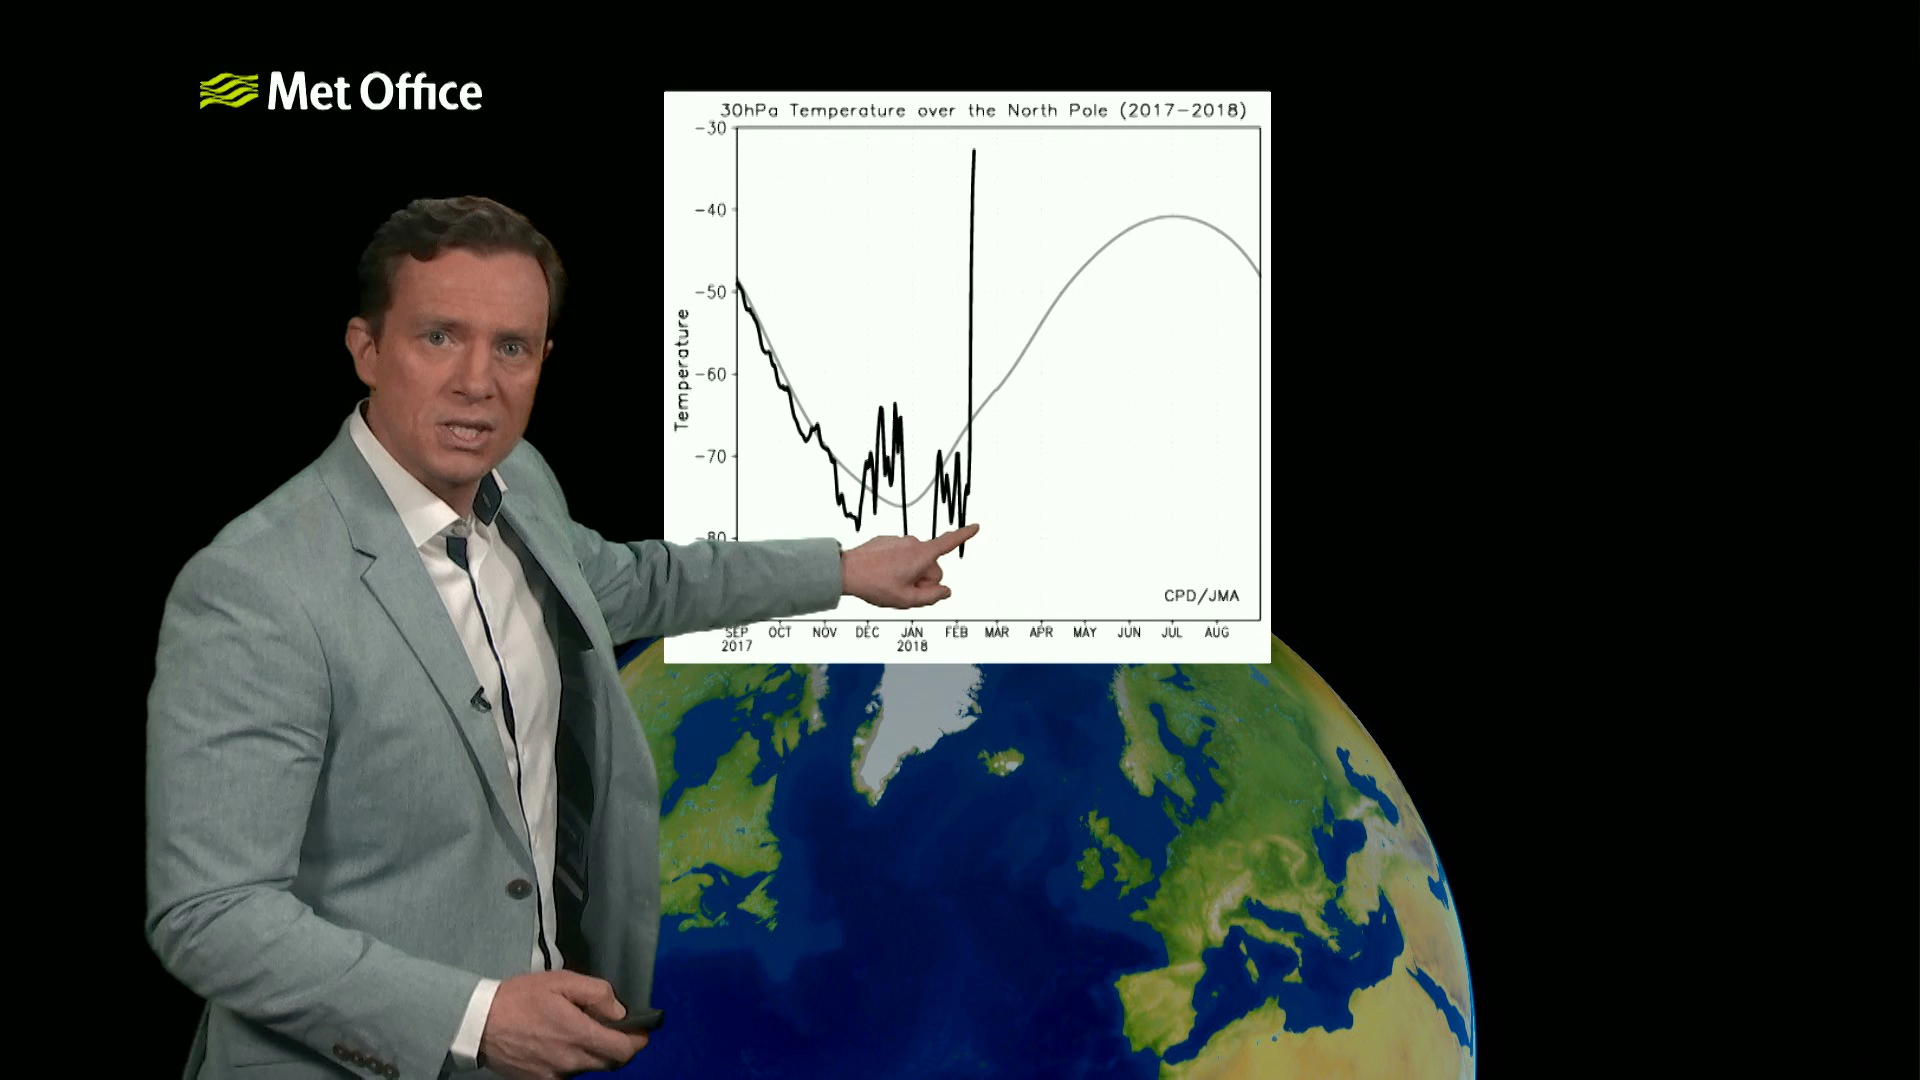 Met Office
30hPa Temperature over the North Pole (2017-2018)
-30
-40
-50
-60
-70
-80
Temperature
CPD/JMA
SEP OCT NOV DEC JAN FEB MAR APR MAY JUN JUL AUG
2017 2018